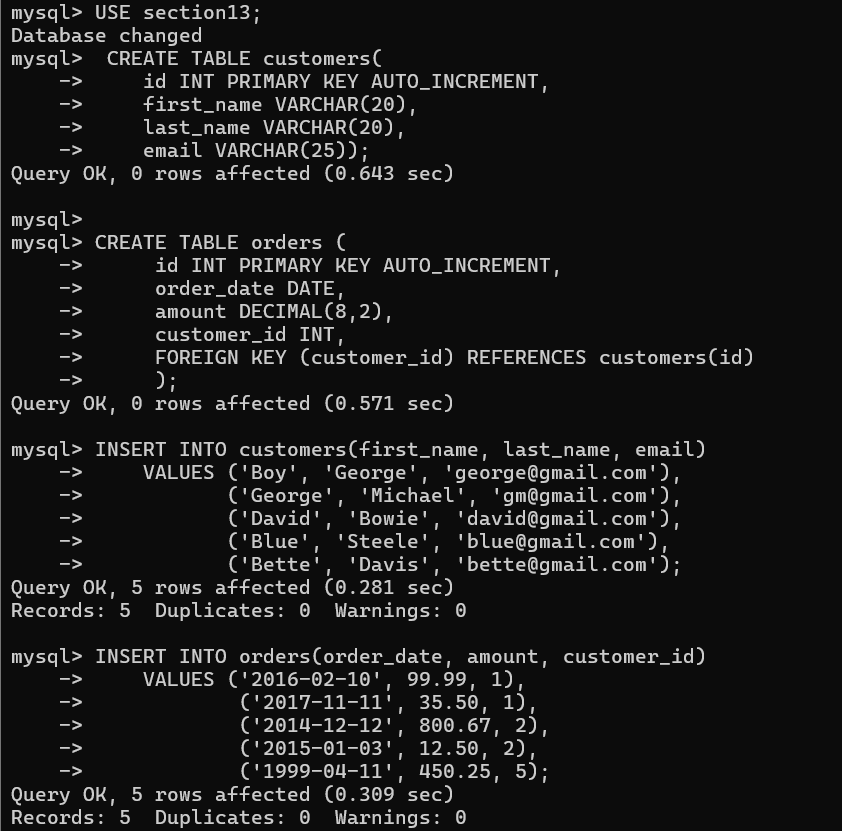 mysql> USE section13;
Database changed
mysql>  CREATE TABLE customers(
    ->     id INT PRIMARY KEY AUTO_INCREMENT,
    ->     first_name VARCHAR(20),
    ->     last_name VARCHAR(20),
    ->     email VARCHAR(25));
Query OK, 0 rows affected (0.643 sec)

mysql>
mysql> CREATE TABLE orders (
    ->      id INT PRIMARY KEY AUTO_INCREMENT,
    ->      order_date DATE,
    ->      amount DECIMAL(8,2),
    ->      customer_id INT,
    ->      FOREIGN KEY (customer_id) REFERENCES customers(id)
    ->      );
Query OK, 0 rows affected (0.571 sec)

mysql> INSERT INTO customers(first_name, last_name, email)
    ->     VALUES ('Boy', 'George', 'george@gmail.com'),
    ->            ('George', 'Michael', 'gm@gmail.com'),
    ->            ('David', 'Bowie', 'david@gmail.com'),
    ->            ('Blue', 'Steele', 'blue@gmail.com'),
    ->            ('Bette', 'Davis', 'bette@gmail.com');
Query OK, 5 rows affected (0.281 sec)
Records: 5  Duplicates: 0  Warnings: 0

mysql> INSERT INTO orders(order_date, amount, customer_id)
    ->     VALUES ('2016-02-10', 99.99, 1),
    ->             ('2017-11-11', 35.50, 1),
    ->             ('2014-12-12', 800.67, 2),
    ->             ('2015-01-03', 12.50, 2),
    ->             ('1999-04-11', 450.25, 5);
Query OK, 5 rows affected (0.309 sec)
Records: 5  Duplicates: 0  Warnings: 0